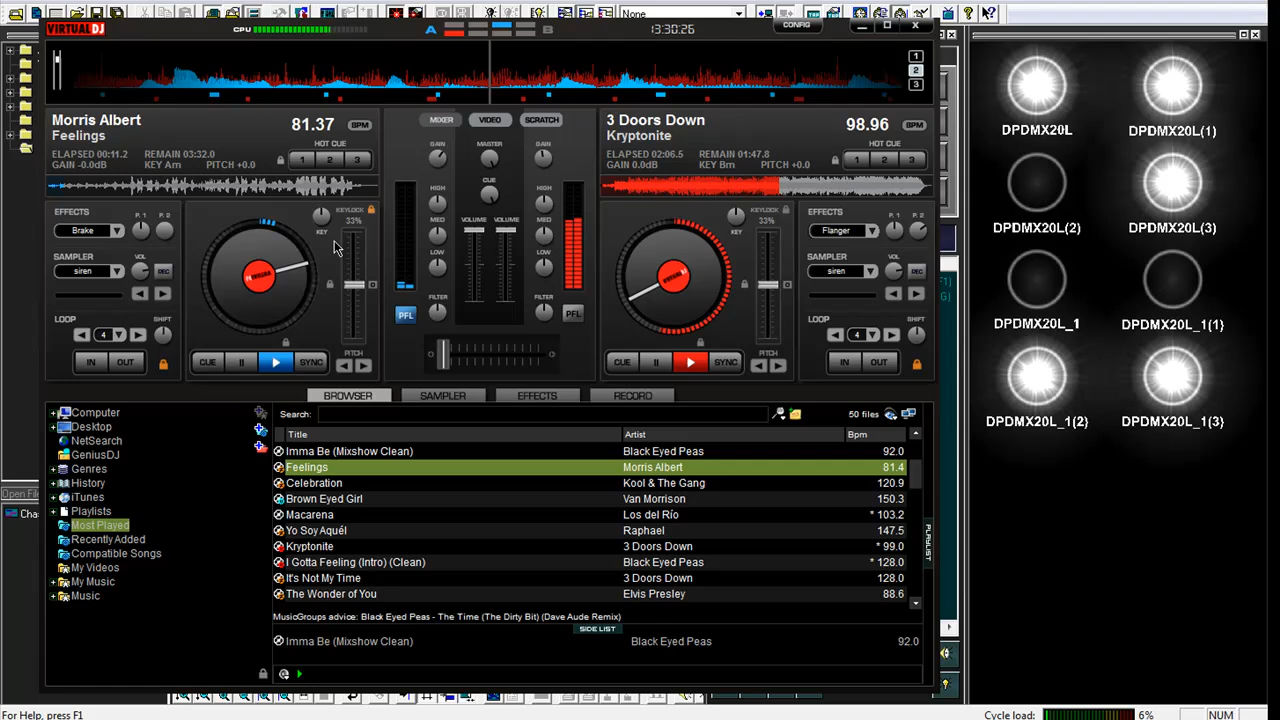 None
VIRTUAL DJ
CPU
A
B
13:30:26
CONFIG
1
2
3
Morris Albert
Feelings
81.37 BPM
HOT CUE
ELAPSED 00:11.2 REMAIN 03:32.0
GAIN -0.0dB KEY Am PITCH +0.0
1 2 3
MIXER VIDEO SCRATCH
GAIN
MASTER
HIGH
CUE
HIGH
MED
VOLUME VOLUME
MED
LOW
LOW
FILTER
FILTER
PFL
PFL
3 Doors Down
Kryptonite
98.96 BPM
HOT CUE
ELAPSED 02:06.5 REMAIN 01:47.8
GAIN 0.0dB KEY Bm PITCH +0.0
1 2 3
EFFECTS P. 1 P. 2
Brake
SAMPLER VOL
siren REC
LOOP SHIFT
4
IN OUT
KEYLOCK
33%
KEY
CUE SYNC
PITCH
KEYLOCK
33%
KEY
CUE SYNC
PITCH
EFFECTS P. 1 P. 2
Flanger
SAMPLER VOL
siren REC
LOOP SHIFT
4
IN OUT
BROWSER SAMPLER EFFECTS RECORD
Computer
Desktop
NetSearch
GeniusDJ
Genres
History
iTunes
Playlists
Most Played
Recently Added
Compatible Songs
My Videos
My Music
Music
Search: 50 files
Title Artist Bpm
Imma Be (Mixshow Clean) Black Eyed Peas 92.0
Feelings Morris Albert 81.4
Celebration Kool & The Gang 120.9
Brown Eyed Girl Van Morrison 150.3
Macarena Los del Río * 103.2
Yo Soy Aquél Raphael 147.5
Kryptonite 3 Doors Down * 99.0
I Gotta Feeling (Intro) (Clean) Black Eyed Peas * 128.0
It's Not My Time 3 Doors Down 128.0
The Wonder of You Elvis Presley 88.6
PLAYLIST
MusicGroups advice: Black Eyed Peas - The Time (The Dirty Bit) (Dave Aude Remix)
SIDE LIST
Imma Be (Mixshow Clean) Black Eyed Peas 92.0
Open File
Cha
DPDMX20L DPDMX20L(1)
DPDMX20L(2) DPDMX20L(3)
DPDMX20L_1 DPDMX20L_1(1)
DPDMX20L_1(2) DPDMX20L_1(3)
For Help, press F1
Cycle load: 6% NUM